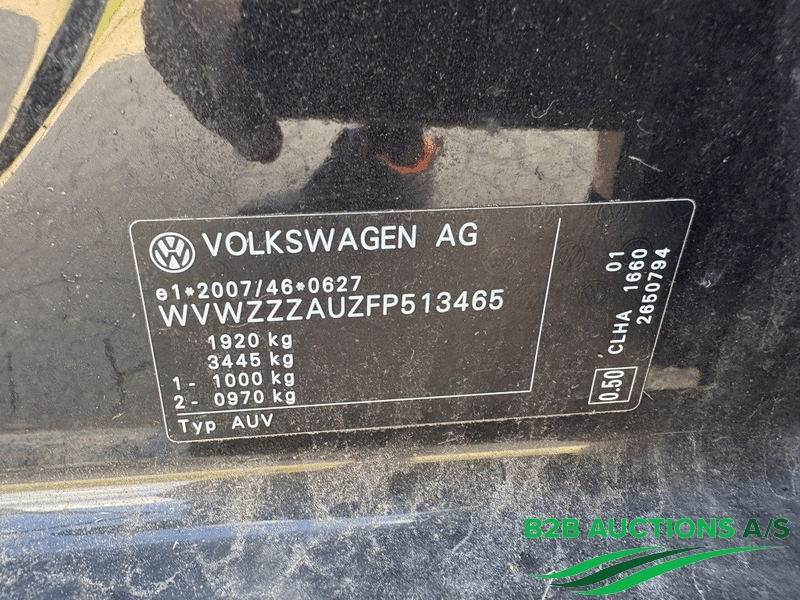 VOLKSWAGEN AG
e1*2007/46*0627
WVWZZZAUZFP513465
1920 kg
3445 kg
1 - 1000 kg
2 - 0970 kg
Typ AUV
01
CLHA 1660
2650794
0.50
B2B AUCTIONS A/S